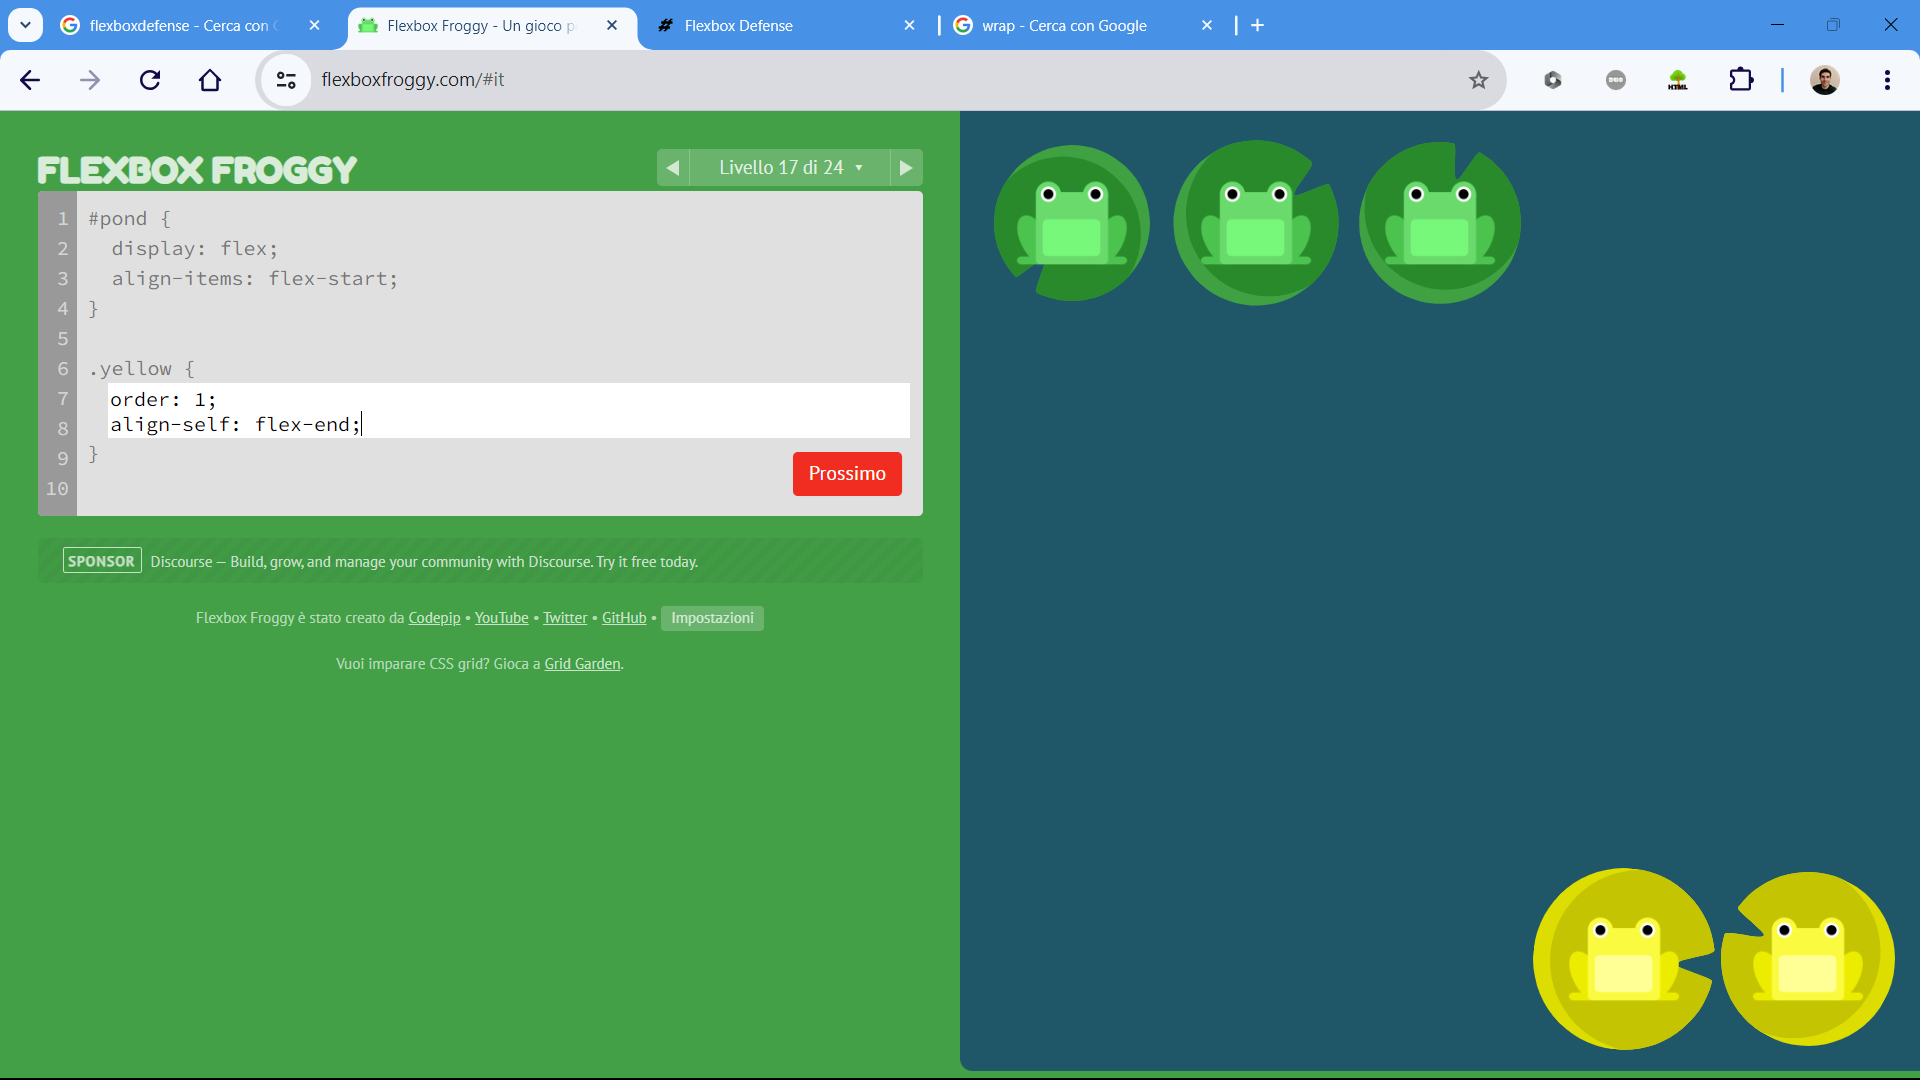 flexboxdefense - Cerca con
Flexbox Froggy - Un gioco p
Flexbox Defense
wrap - Cerca con Google
flexboxfroggy.com/#it
HTML
FLEXBOX FROGGY
Livello 17 di 24
1 #pond {
2 display: flex;
3 align-items: flex-start;
4 }
5
6 .yellow {
7 order: 1;
8 align-self: flex-end;
9 }
10
Prossimo
SPONSOR Discourse — Build, grow, and manage your community with Discourse. Try it free today.
Flexbox Froggy è stato creato da Codepip • YouTube • Twitter • GitHub • Impostazioni
Vuoi imparare CSS grid? Gioca a Grid Garden.